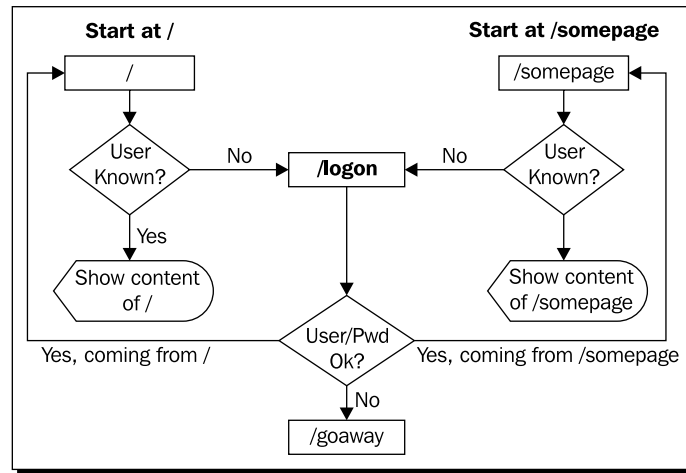 Start at /
Start at /somepage
/
/somepage
User
Known?
No
/logon
No
User
Known?
Yes
Show content
of /
Show content
of /somepage
User/Pwd
Ok?
Yes, coming from /
Yes, coming from /somepage
No
/goaway